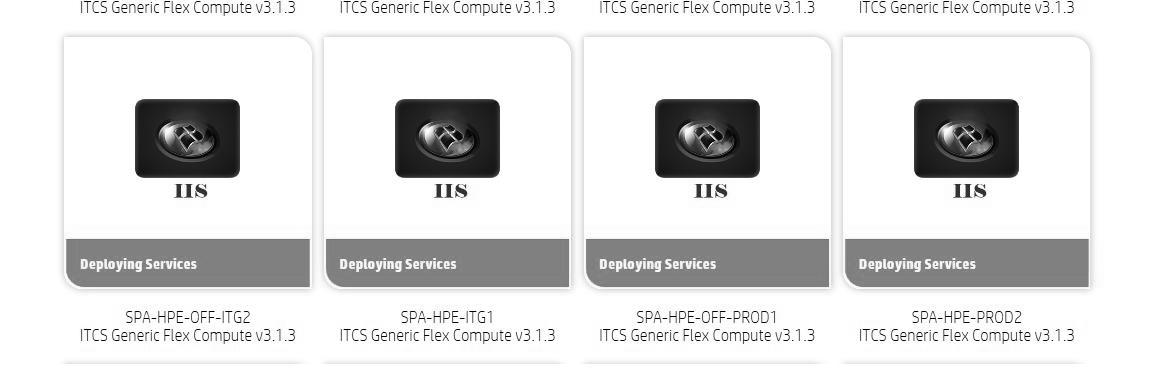 ITCS Generic Flex Compute v3.1.3 ITCS Generic Flex Compute v3.1.3 ITCS Generic Flex Compute v3.1.3 ITCS Generic Flex Compute v3.1.3
IIS IIS IIS IIS
Deploying Services Deploying Services Deploying Services Deploying Services
SPA-HPE-OFF-ITG2 SPA-HPE-ITG1 SPA-HPE-OFF-PROD1 SPA-HPE-PROD2
ITCS Generic Flex Compute v3.1.3 ITCS Generic Flex Compute v3.1.3 ITCS Generic Flex Compute v3.1.3 ITCS Generic Flex Compute v3.1.3